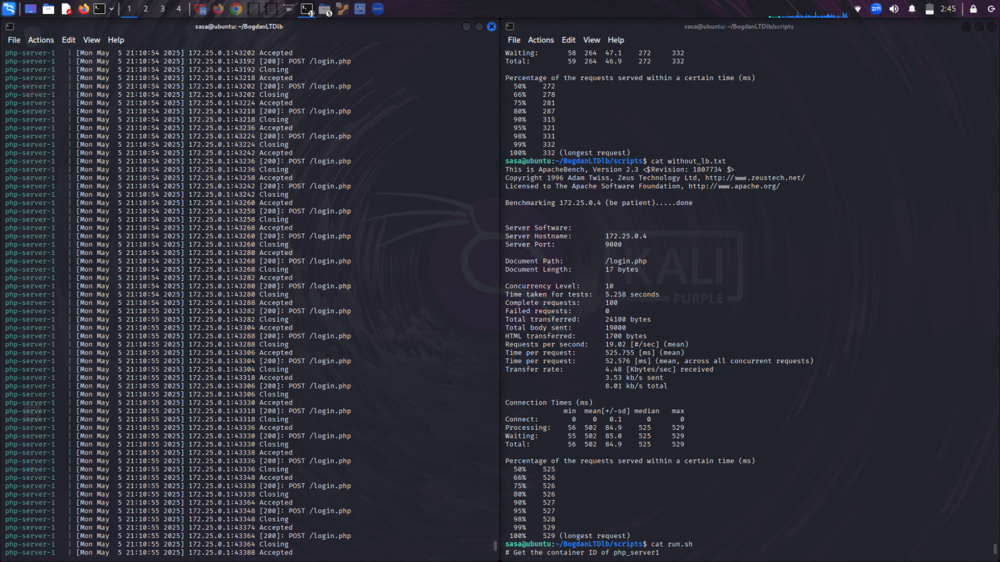 1 2 3 4
11
5
zm
2:45
sasa@ubuntu: ~/BogdanLTDlb
File Actions Edit View Help
php-server-1 | [Mon May 5 21:10:54 2025] 172.25.0.1:43202 Accepted
php-server-1 | [Mon May 5 21:10:54 2025] 172.25.0.1:43192 [200]: POST /login.php
php-server-1 | [Mon May 5 21:10:54 2025] 172.25.0.1:43192 Closing
php-server-1 | [Mon May 5 21:10:54 2025] 172.25.0.1:43218 Accepted
php-server-1 | [Mon May 5 21:10:54 2025] 172.25.0.1:43202 [200]: POST /login.php
php-server-1 | [Mon May 5 21:10:54 2025] 172.25.0.1:43202 Closing
php-server-1 | [Mon May 5 21:10:54 2025] 172.25.0.1:43224 Accepted
php-server-1 | [Mon May 5 21:10:54 2025] 172.25.0.1:43218 [200]: POST /login.php
php-server-1 | [Mon May 5 21:10:54 2025] 172.25.0.1:43218 Closing
php-server-1 | [Mon May 5 21:10:54 2025] 172.25.0.1:43236 Accepted
php-server-1 | [Mon May 5 21:10:54 2025] 172.25.0.1:43224 [200]: POST /login.php
php-server-1 | [Mon May 5 21:10:54 2025] 172.25.0.1:43224 Closing
php-server-1 | [Mon May 5 21:10:54 2025] 172.25.0.1:43242 Accepted
php-server-1 | [Mon May 5 21:10:54 2025] 172.25.0.1:43236 [200]: POST /login.php
php-server-1 | [Mon May 5 21:10:54 2025] 172.25.0.1:43236 Closing
php-server-1 | [Mon May 5 21:10:54 2025] 172.25.0.1:43258 Accepted
php-server-1 | [Mon May 5 21:10:54 2025] 172.25.0.1:43242 [200]: POST /login.php
php-server-1 | [Mon May 5 21:10:54 2025] 172.25.0.1:43242 Closing
php-server-1 | [Mon May 5 21:10:54 2025] 172.25.0.1:43260 Accepted
php-server-1 | [Mon May 5 21:10:54 2025] 172.25.0.1:43258 [200]: POST /login.php
php-server-1 | [Mon May 5 21:10:54 2025] 172.25.0.1:43258 Closing
php-server-1 | [Mon May 5 21:10:54 2025] 172.25.0.1:43268 Accepted
php-server-1 | [Mon May 5 21:10:54 2025] 172.25.0.1:43260 [200]: POST /login.php
php-server-1 | [Mon May 5 21:10:54 2025] 172.25.0.1:43260 Closing
php-server-1 | [Mon May 5 21:10:54 2025] 172.25.0.1:43280 Accepted
php-server-1 | [Mon May 5 21:10:54 2025] 172.25.0.1:43268 [200]: POST /login.php
php-server-1 | [Mon May 5 21:10:54 2025] 172.25.0.1:43268 Closing
php-server-1 | [Mon May 5 21:10:54 2025] 172.25.0.1:43282 Accepted
php-server-1 | [Mon May 5 21:10:54 2025] 172.25.0.1:43280 [200]: POST /login.php
php-server-1 | [Mon May 5 21:10:54 2025] 172.25.0.1:43280 Closing
php-server-1 | [Mon May 5 21:10:54 2025] 172.25.0.1:43288 Accepted
php-server-1 | [Mon May 5 21:10:55 2025] 172.25.0.1:43282 [200]: POST /login.php
php-server-1 | [Mon May 5 21:10:55 2025] 172.25.0.1:43282 Closing
php-server-1 | [Mon May 5 21:10:55 2025] 172.25.0.1:43304 Accepted
php-server-1 | [Mon May 5 21:10:55 2025] 172.25.0.1:43288 [200]: POST /login.php
php-server-1 | [Mon May 5 21:10:55 2025] 172.25.0.1:43288 Closing
php-server-1 | [Mon May 5 21:10:55 2025] 172.25.0.1:43306 Accepted
php-server-1 | [Mon May 5 21:10:55 2025] 172.25.0.1:43304 [200]: POST /login.php
php-server-1 | [Mon May 5 21:10:55 2025] 172.25.0.1:43304 Closing
php-server-1 | [Mon May 5 21:10:55 2025] 172.25.0.1:43318 Accepted
php-server-1 | [Mon May 5 21:10:55 2025] 172.25.0.1:43306 [200]: POST /login.php
php-server-1 | [Mon May 5 21:10:55 2025] 172.25.0.1:43306 Closing
php-server-1 | [Mon May 5 21:10:55 2025] 172.25.0.1:43330 Accepted
php-server-1 | [Mon May 5 21:10:55 2025] 172.25.0.1:43318 [200]: POST /login.php
php-server-1 | [Mon May 5 21:10:55 2025] 172.25.0.1:43318 Closing
php-server-1 | [Mon May 5 21:10:55 2025] 172.25.0.1:43336 Accepted
php-server-1 | [Mon May 5 21:10:55 2025] 172.25.0.1:43330 [200]: POST /login.php
php-server-1 | [Mon May 5 21:10:55 2025] 172.25.0.1:43330 Closing
php-server-1 | [Mon May 5 21:10:55 2025] 172.25.0.1:43338 Accepted
php-server-1 | [Mon May 5 21:10:55 2025] 172.25.0.1:43336 [200]: POST /login.php
php-server-1 | [Mon May 5 21:10:55 2025] 172.25.0.1:43336 Closing
php-server-1 | [Mon May 5 21:10:55 2025] 172.25.0.1:43348 Accepted
php-server-1 | [Mon May 5 21:10:55 2025] 172.25.0.1:43338 [200]: POST /login.php
php-server-1 | [Mon May 5 21:10:55 2025] 172.25.0.1:43338 Closing
php-server-1 | [Mon May 5 21:10:55 2025] 172.25.0.1:43364 Accepted
php-server-1 | [Mon May 5 21:10:55 2025] 172.25.0.1:43348 [200]: POST /login.php
php-server-1 | [Mon May 5 21:10:55 2025] 172.25.0.1:43348 Closing
php-server-1 | [Mon May 5 21:10:55 2025] 172.25.0.1:43374 Accepted
php-server-1 | [Mon May 5 21:10:55 2025] 172.25.0.1:43364 [200]: POST /login.php
php-server-1 | [Mon May 5 21:10:55 2025] 172.25.0.1:43364 Closing
php-server-1 | [Mon May 5 21:10:55 2025] 172.25.0.1:43388 Accepted
sasa@ubuntu: ~/BogdanLTDlb/scripts
File Actions Edit View Help
Waiting: 58 264 47.1 272 332
Total: 59 264 46.9 272 332
Percentage of the requests served within a certain time (ms)
50% 272
66% 278
75% 281
80% 287
90% 315
95% 321
98% 331
99% 332
100% 332 (longest request)
sasa@ubuntu:~/BogdanLTDlb/scripts$ cat without_lb.txt
This is ApacheBench, Version 2.3 <$Revision: 1807734 $>
Copyright 1996 Adam Twiss, Zeus Technology Ltd, http://www.zeustech.net/
Licensed to The Apache Software Foundation, http://www.apache.org/
Benchmarking 172.25.0.4 (be patient).....done
Server Software:
Server Hostname: 172.25.0.4
Server Port: 9000
Document Path: /login.php
Document Length: 17 bytes
Concurrency Level: 10
Time taken for tests: 5.258 seconds
Complete requests: 100
Failed requests: 0
Total transferred: 24100 bytes
Total body sent: 19000
HTML transferred: 1700 bytes
Requests per second: 19.02 [#/sec] (mean)
Time per request: 525.755 [ms] (mean)
Time per request: 52.576 [ms] (mean, across all concurrent requests)
Transfer rate: 4.48 [Kbytes/sec] received
3.53 kb/s sent
8.01 kb/s total
Connection Times (ms)
min mean[+/-sd] median max
Connect: 0 0 0.1 0 0
Processing: 56 502 84.9 525 529
Waiting: 55 502 85.0 525 529
Total: 56 502 84.9 525 529
Percentage of the requests served within a certain time (ms)
50% 525
66% 526
75% 526
80% 526
90% 527
95% 527
98% 528
99% 529
100% 529 (longest request)
sasa@ubuntu:~/BogdanLTDlb/scripts$ cat run.sh
# Get the container ID of php_server1
KALI
PURPLE